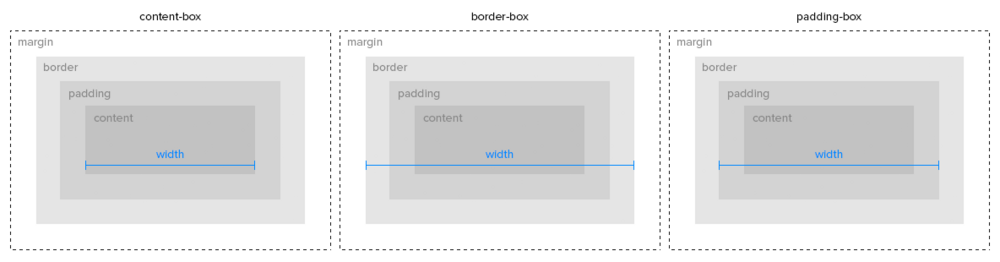 content-box
margin
border
padding
content
width
border-box
margin
border
padding
content
width
padding-box
margin
border
padding
content
width